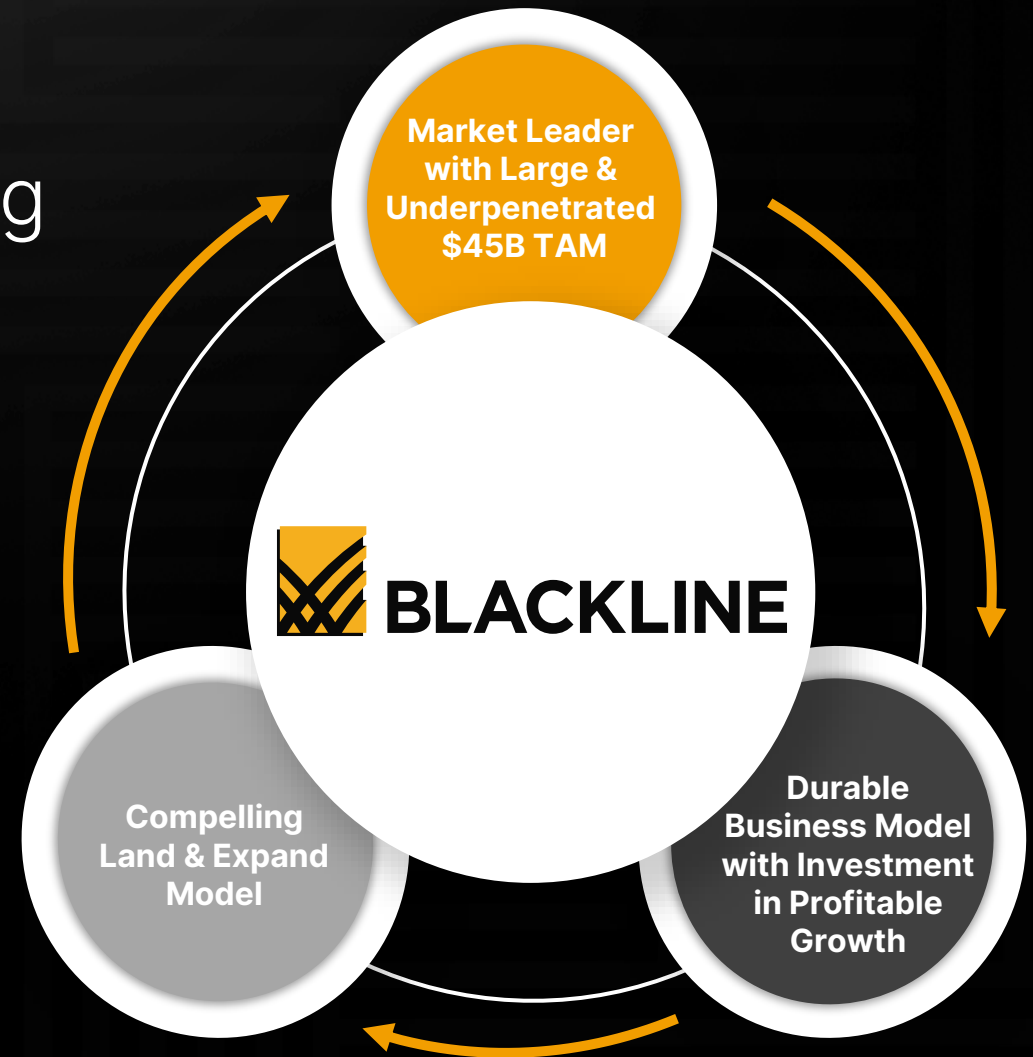 g
Market Leader
with Large &
Underpenetrated
$45B TAM
BLACKLINE
Compelling
Land & Expand
Model
Durable
Business Model
with Investment
in Profitable
Growth